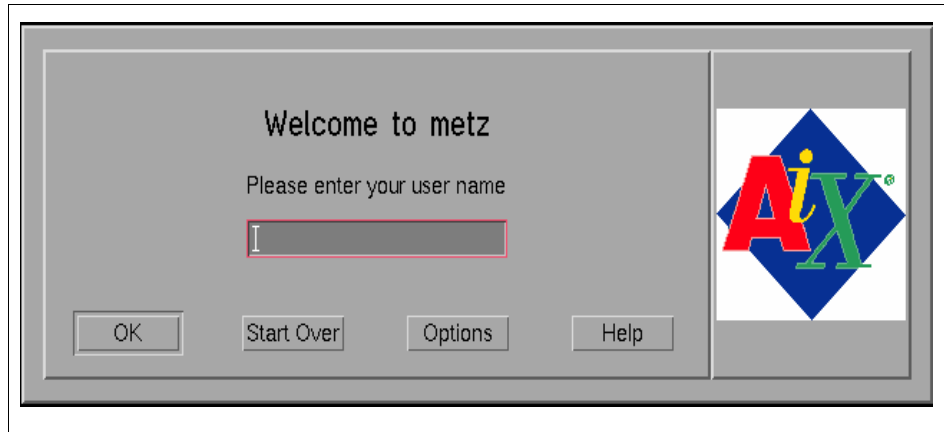 Welcome to metz
Please enter your user name
OK Start Over Options Help
AiX®